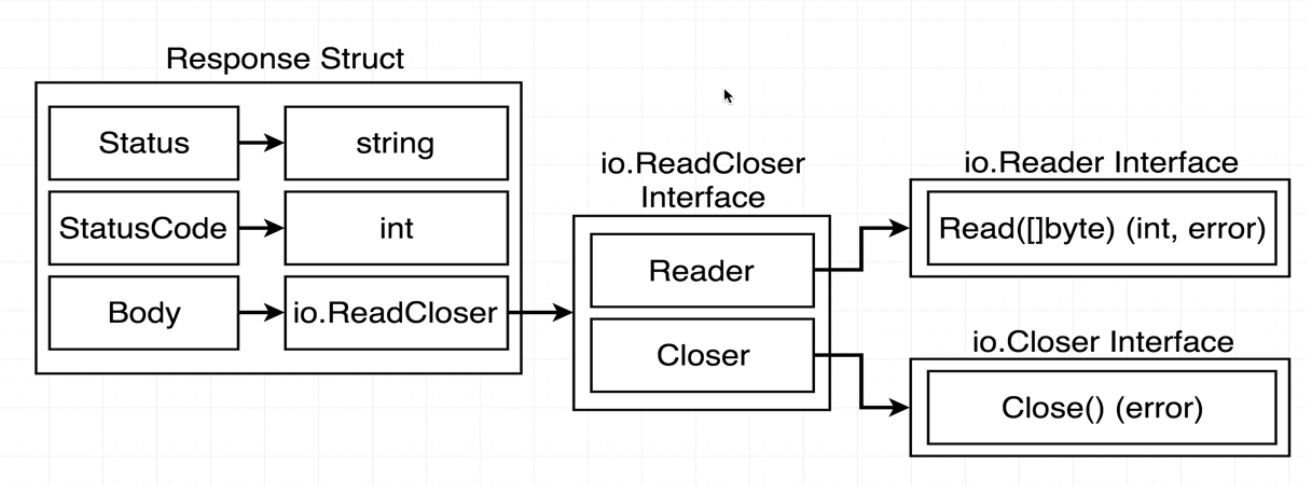 Response Struct
Status
string
StatusCode
int
Body
io.ReadCloser
io.ReadCloser
Interface
Reader
Closer
io.Reader Interface
Read([]byte) (int, error)
io.Closer Interface
Close() (error)